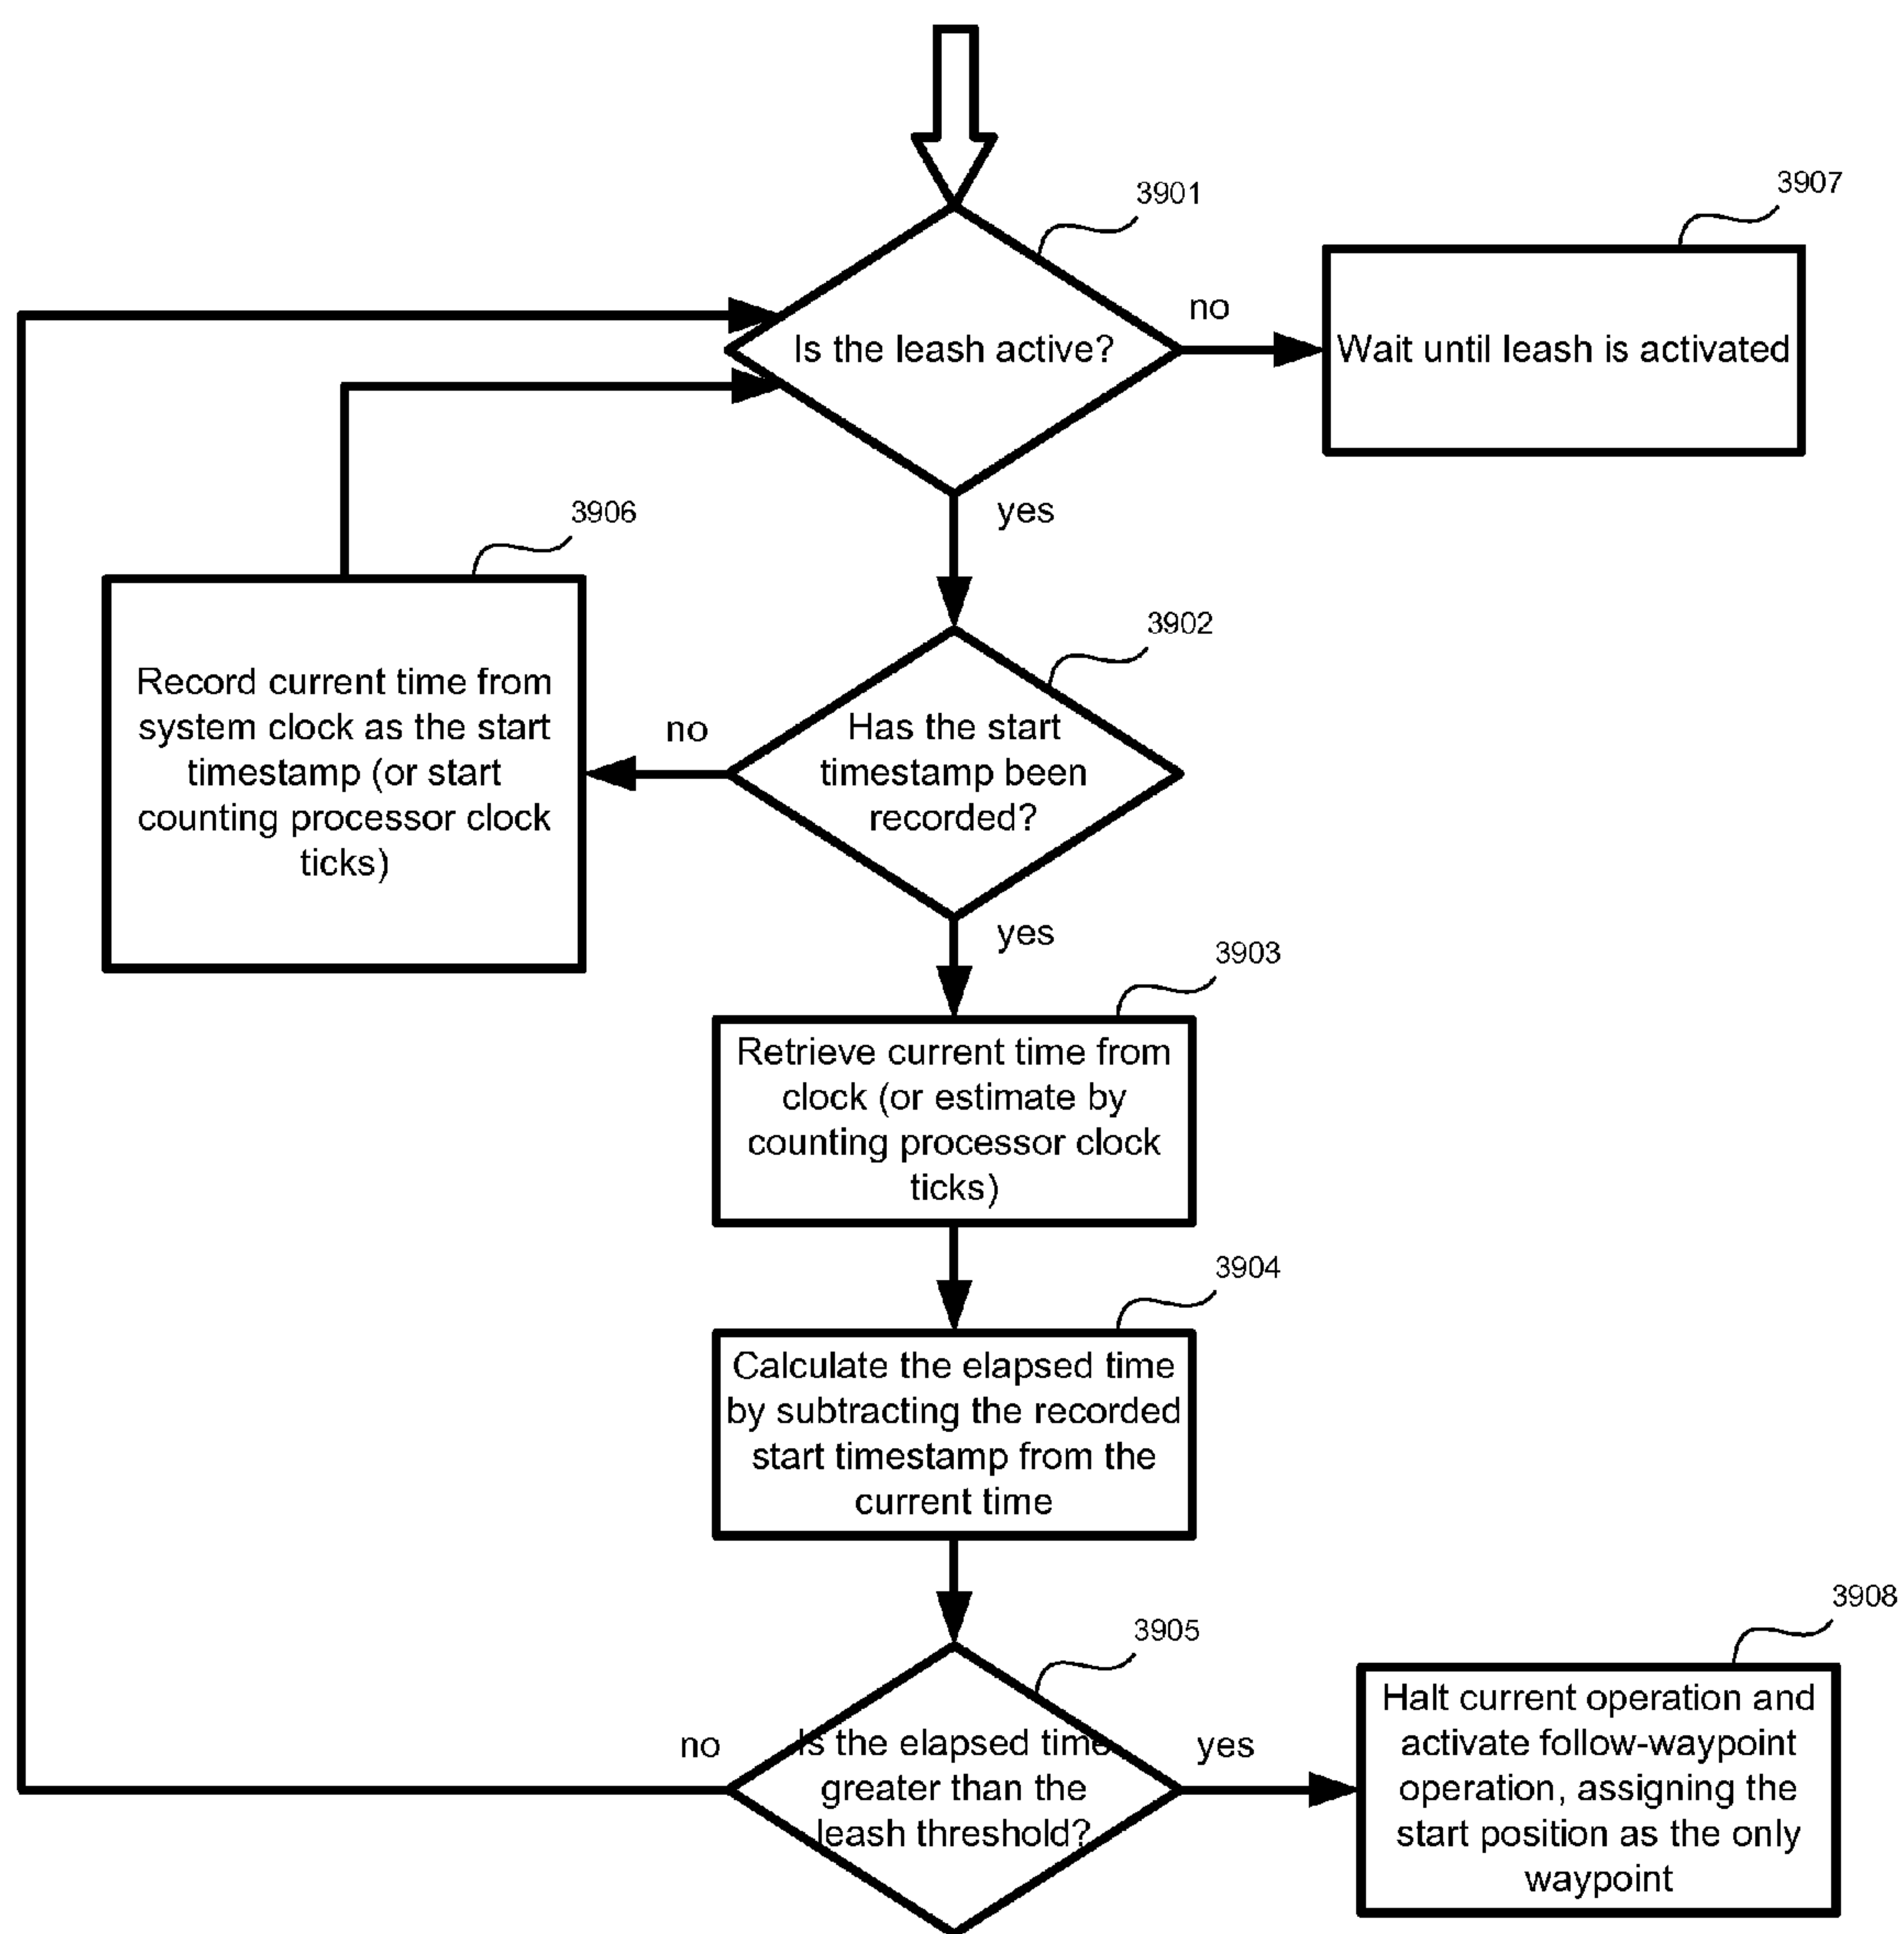 3901
Is the leash active?
no
3907
Wait until leash is activated
yes
3906
Record current time from
system clock as the start
timestamp (or start
counting processor clock
ticks)
no
3902
Has the start
timestamp been
recorded?
yes
3903
Retrieve current time from
clock (or estimate by
counting processor clock
ticks)
3904
Calculate the elapsed time
by subtracting the recorded
start timestamp from the
current time
3905
Is the elapsed time
greater than the
leash threshold?
no
yes
3908
Halt current operation and
activate follow-waypoint
operation, assigning the
start position as the only
waypoint